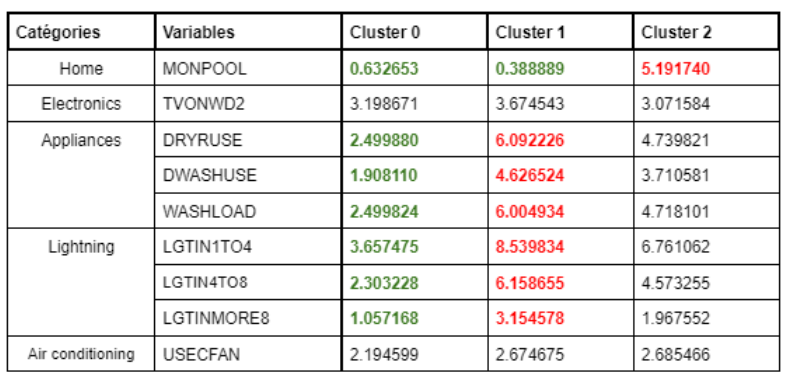 Catégories Variables Cluster 0 Cluster 1 Cluster 2
Home MONPOOL 0.632653 0.388889 5.191740
Electronics TVONWD2 3.198671 3.674543 3.071584
Appliances DRYRUSE 2.499880 6.092226 4.739821
DWASHUSE 1.908110 4.626524 3.710581
WASHLOAD 2.499824 6.004934 4.718101
Lightning LGTIN1TO4 3.657475 8.539834 6.761062
LGTIN4TO8 2.303228 6.158655 4.573255
LGTINMORE8 1.057168 3.154578 1.967552
Air conditioning USECFAN 2.194599 2.674675 2.685466